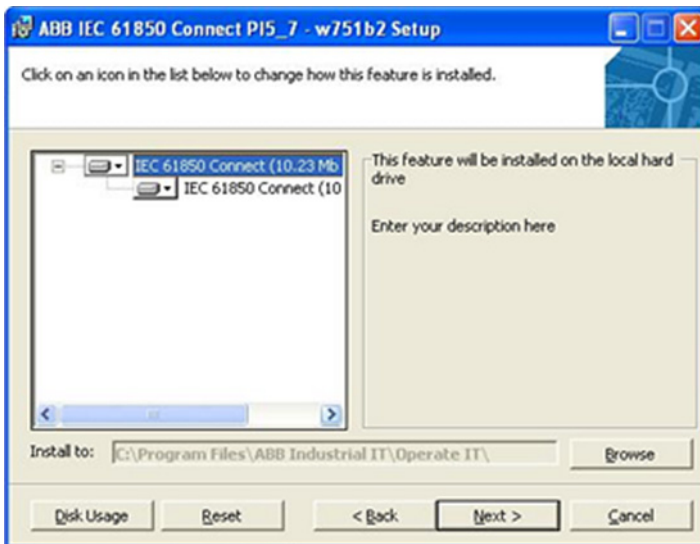 ABB IEC 61850 Connect PI5_7 - w751b2 Setup
Click on an icon in the list below to change how this feature is installed.
IEC 61850 Connect (10.23 Mb
IEC 61850 Connect (10
This feature will be installed on the local hard
drive
Enter your description here
Install to:
C:\Program Files\ABB Industrial IT\Operate IT\
Browse
Disk Usage
Reset
< Back
Next >
Cancel